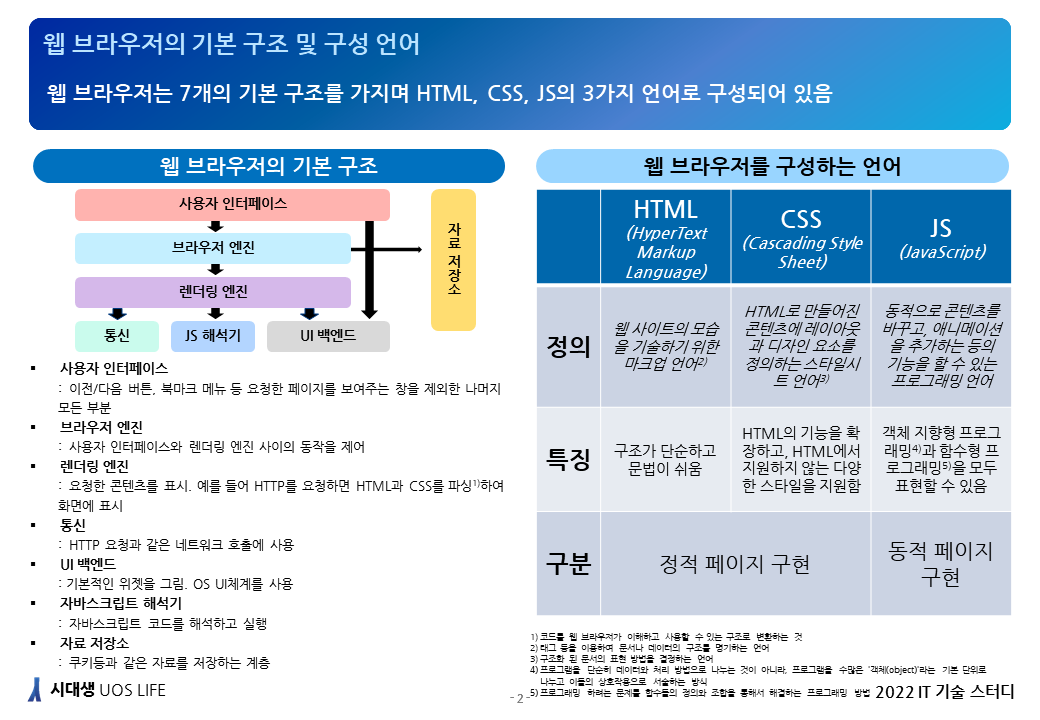 웹 브라우저의 기본 구조 및 구성 언어
웹 브라우저는 7개의 기본 구조를 가지며 HTML, CSS, JS의 3가지 언어로 구성되어 있음
웹 브라우저의 기본 구조
사용자 인터페이스
브라우저 엔진
렌더링 엔진
통신
JS 해석기
UI 백엔드
자료 저장소
▪ 사용자 인터페이스
: 이전/다음 버튼, 북마크 메뉴 등 요청한 페이지를 보여주는 창을 제외한 나머지
모든 부분
▪ 브라우저 엔진
: 사용자 인터페이스와 렌더링 엔진 사이의 동작을 제어
▪ 렌더링 엔진
: 요청한 콘텐츠를 표시. 예를 들어 HTTP를 요청하면 HTML과 CSS를 파싱1)하여
화면에 표시
▪ 통신
: HTTP 요청과 같은 네트워크 호출에 사용
▪ UI 백엔드
: 기본적인 위젯을 그림. OS UI체계를 사용
▪ 자바스크립트 해석기
: 자바스크립트 코드를 해석하고 실행
▪ 자료 저장소
: 쿠키등과 같은 자료를 저장하는 계층
웹 브라우저를 구성하는 언어
HTML
(HyperText
Markup
Language)
CSS
(Cascading Style
Sheet)
JS
(JavaScript)
정의
웹 사이트의 모습
을 기술하기 위한
마크업 언어2)
HTML로 만들어진
콘텐츠에 레이아웃
과 디자인 요소를
정의하는 스타일시
트 언어3)
동적으로 콘텐츠를
바꾸고, 애니메이션
을 추가하는 등의
기능을 할 수 있는
프로그래밍 언어
특징
구조가 단순하고
문법이 쉬움
HTML의 기능을 확
장하고, HTML에서
지원하지 않는 다양
한 스타일을 지원함
객체 지향형 프로그
래밍4)과 함수형 프
로그래밍5)을 모두
표현할 수 있음
구분
정적 페이지 구현
동적 페이지
구현
1) 코드를 웹 브라우저가 이해하고 사용할 수 있는 구조로 변환하는 것
2) 태그 등을 이용하여 문서나 데이터의 구조를 명기하는 언어
3) 구조화 된 문서의 표현 방법을 결정하는 언어
4) 프로그램을 단순히 데이터와 처리 방법으로 나누는 것이 아니라, 프로그램을 수많은 '객체(object)'라는 기본 단위로
나누고 이들의 상호작용으로 서술하는 방식
5) 프로그래밍 하려는 문제를 함수들의 정의와 조합을 통해서 해결하는 프로그래밍 방법
시대생 UOS LIFE
- 2 -
2022 IT 기술 스터디